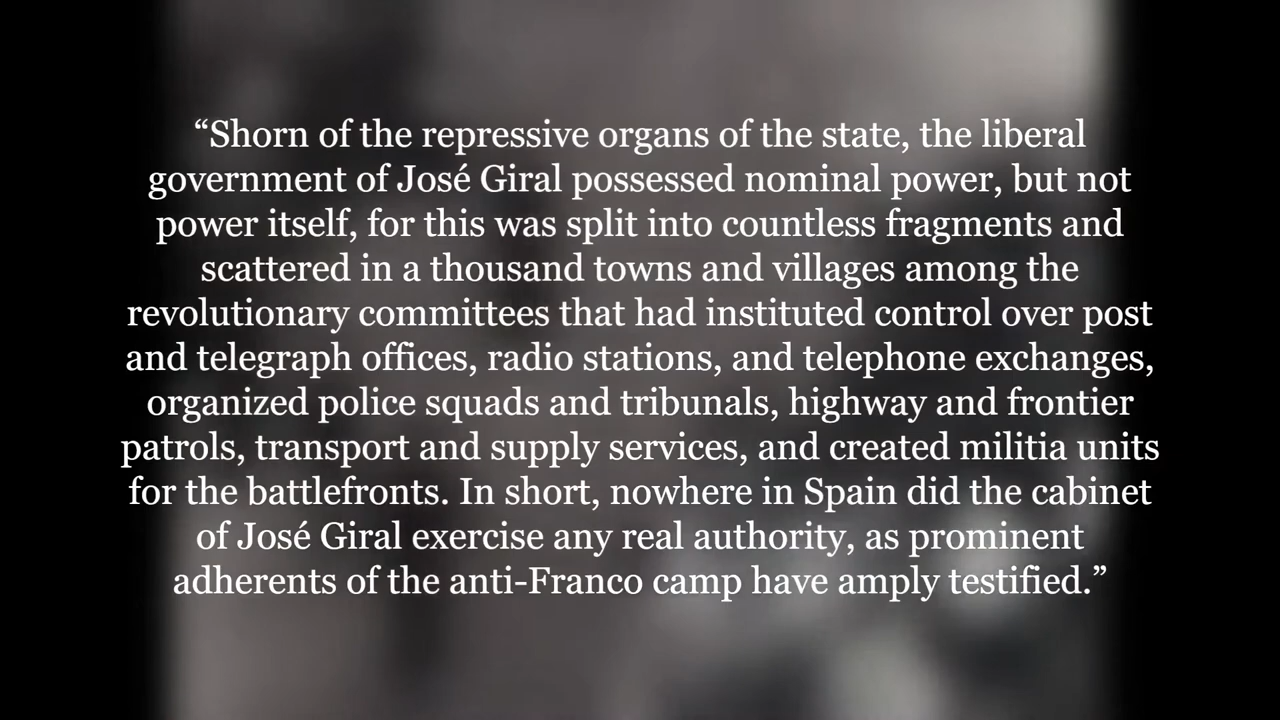 “Shorn of the repressive organs of the state, the liberal
government of José Giral possessed nominal power, but not
power itself, for this was split into countless fragments and
scattered in a thousand towns and villages among the
revolutionary committees that had instituted control over post
and telegraph offices, radio stations, and telephone exchanges,
organized police squads and tribunals, highway and frontier
patrols, transport and supply services, and created militia units
for the battlefronts. In short, nowhere in Spain did the cabinet
of José Giral exercise any real authority, as prominent
adherents of the anti-Franco camp have amply testified.”